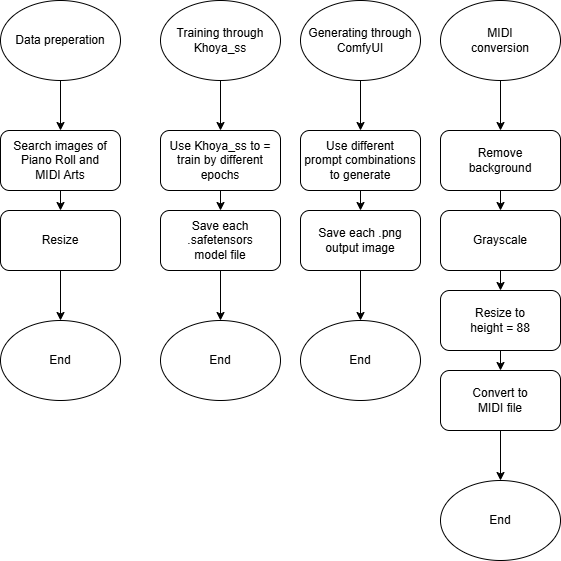 Data preperation
Search images of
Piano Roll and
MIDI Arts
Resize
End
Training through
Khoya_ss
Use Khoya_ss to =
train by different
epochs
Save each
.safetensors
model file
End
Generating through
ComfyUI
Use different
prompt combinations
to generate
Save each .png
output image
End
MIDI
conversion
Remove
background
Grayscale
Resize to
height = 88
Convert to
MIDI file
End